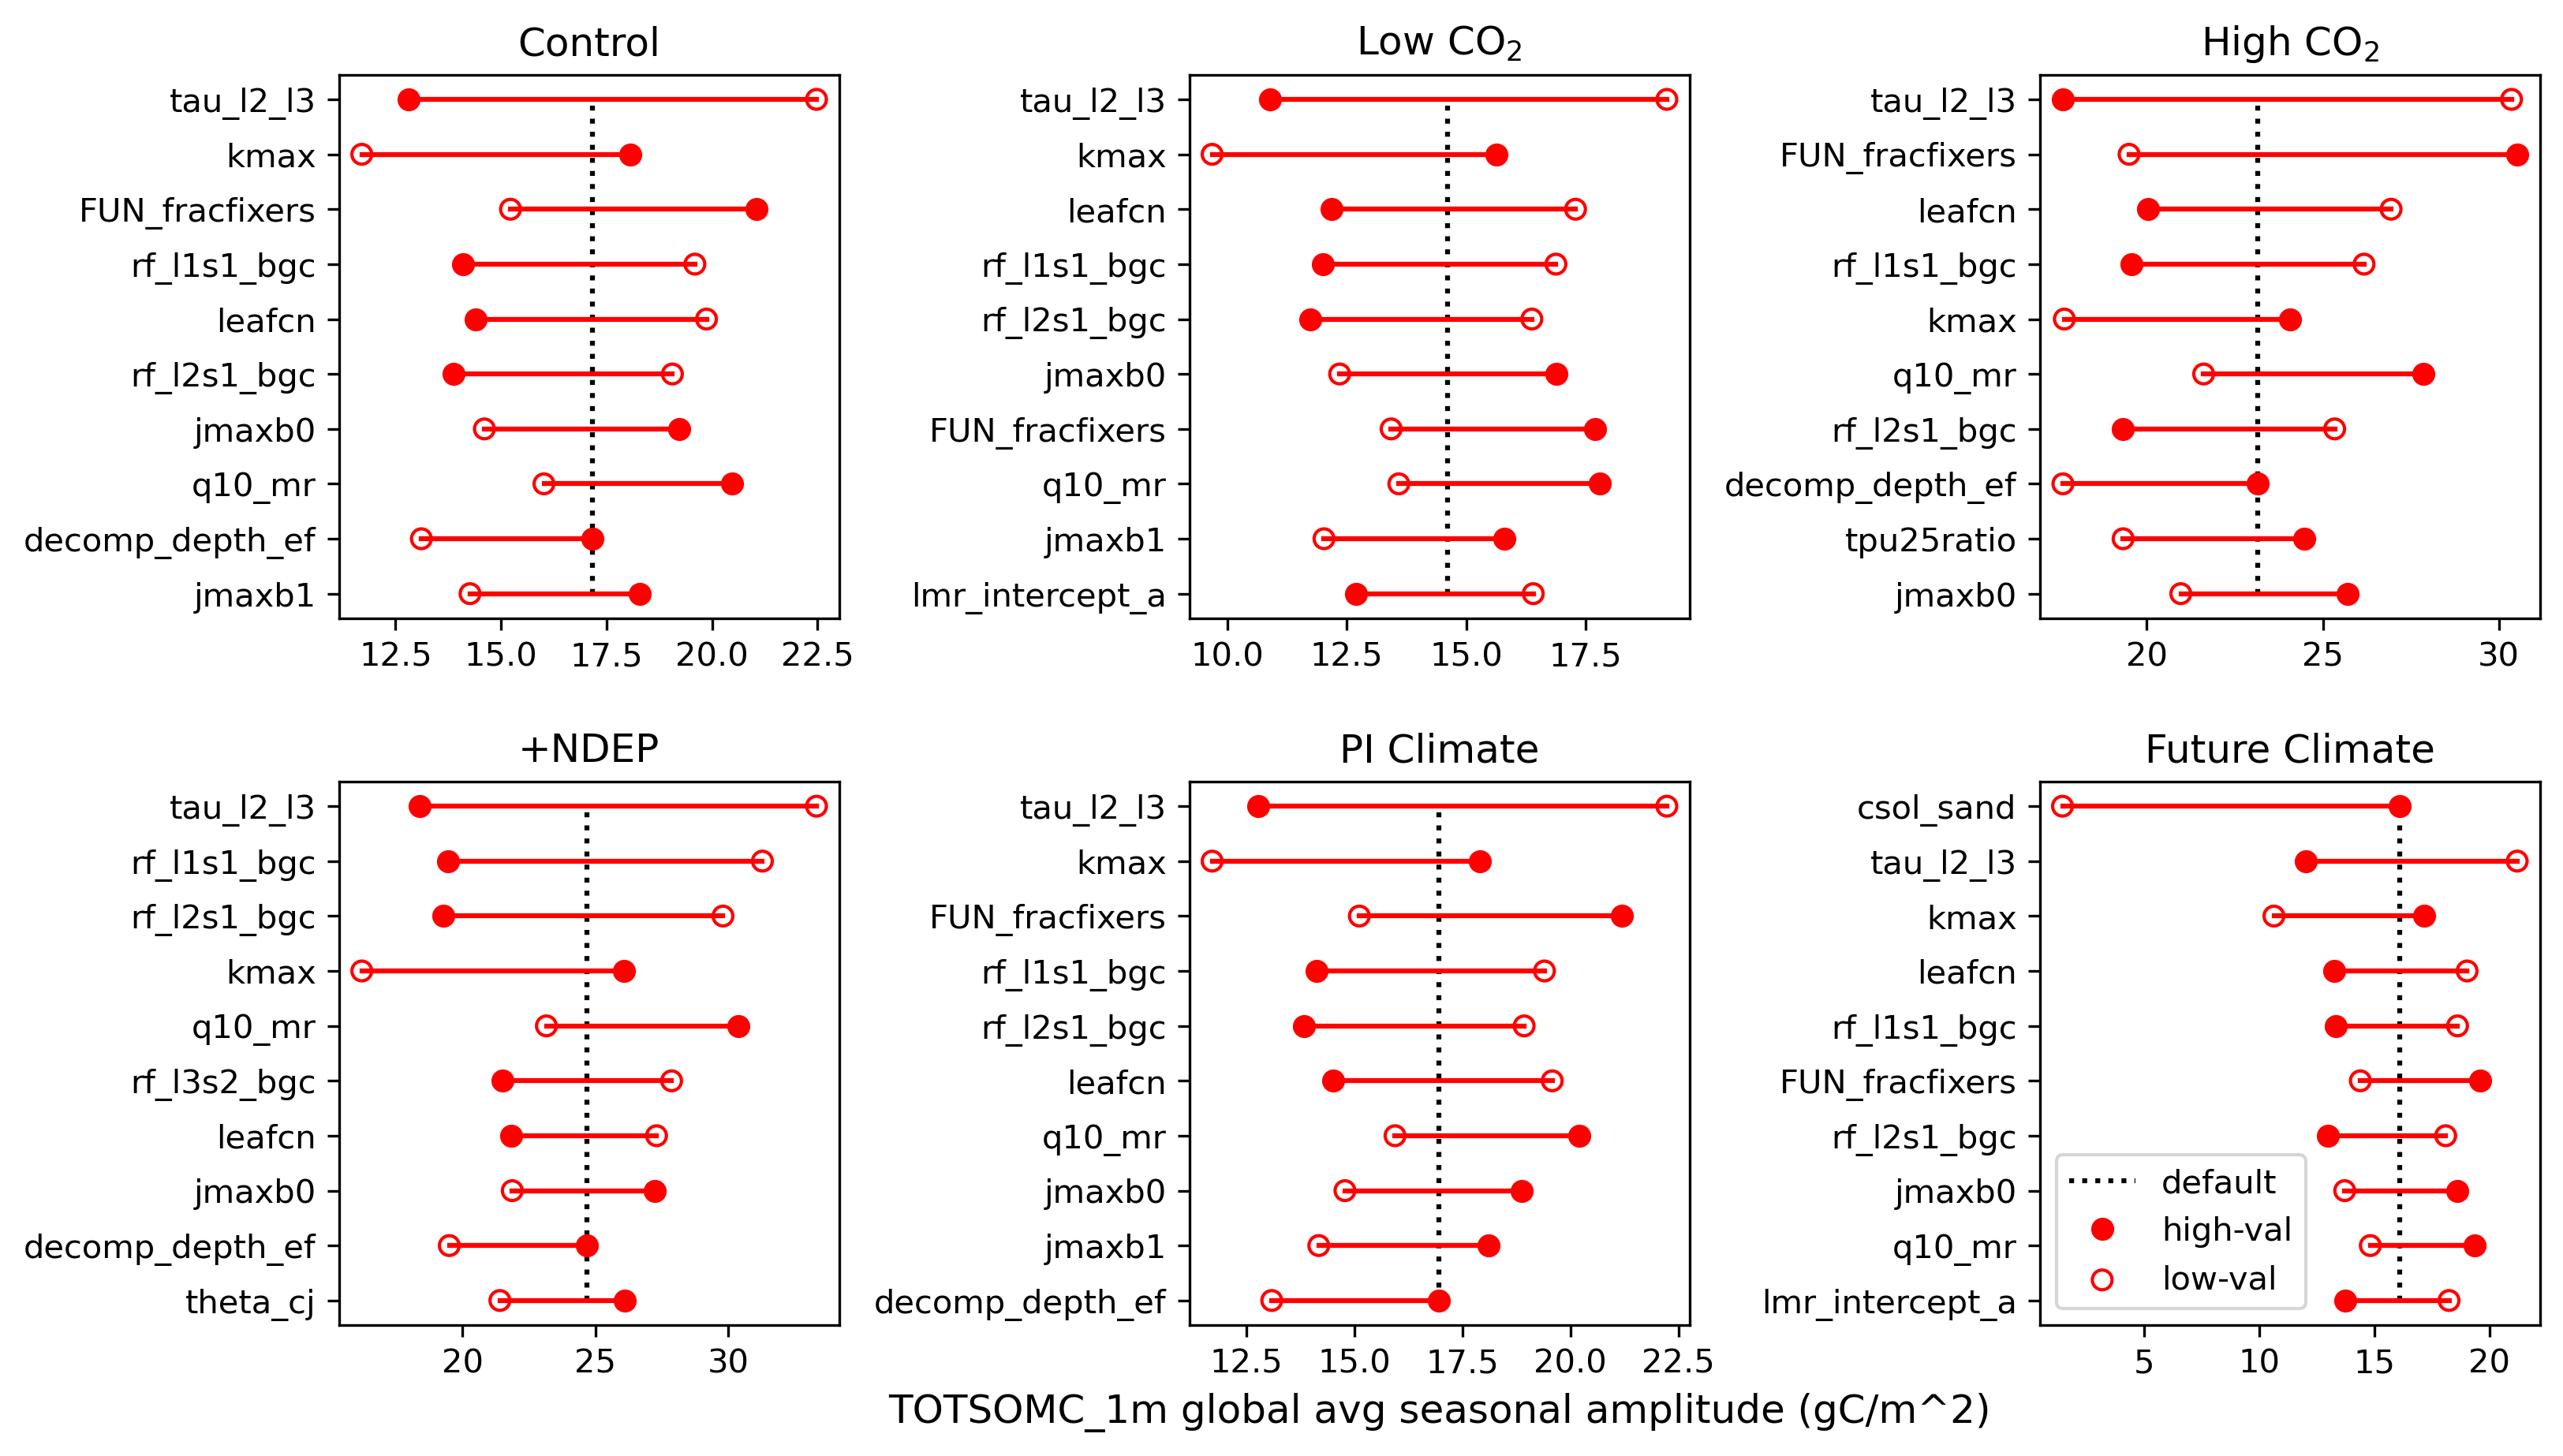 Control
tau_l2_l3
kmax
FUN_fracfixers
rf_l1s1_bgc
leafcn
rf_l2s1_bgc
jmaxb0
q10_mr
decomp_depth_ef
jmaxb1
12.5 15.0 17.5 20.0 22.5
Low CO₂
tau_l2_l3
kmax
leafcn
rf_l1s1_bgc
rf_l2s1_bgc
jmaxb0
FUN_fracfixers
q10_mr
jmaxb1
lmr_intercept_a
10.0 12.5 15.0 17.5
High CO₂
tau_l2_l3
FUN_fracfixers
leafcn
rf_l1s1_bgc
kmax
q10_mr
rf_l2s1_bgc
decomp_depth_ef
tpu25ratio
jmaxb0
20 25 30
+NDEP
tau_l2_l3
rf_l1s1_bgc
rf_l2s1_bgc
kmax
q10_mr
rf_l3s2_bgc
leafcn
jmaxb0
decomp_depth_ef
theta_cj
20 25 30
PI Climate
tau_l2_l3
kmax
FUN_fracfixers
rf_l1s1_bgc
rf_l2s1_bgc
leafcn
q10_mr
jmaxb0
jmaxb1
decomp_depth_ef
12.5 15.0 17.5 20.0 22.5
Future Climate
csol_sand
tau_l2_l3
kmax
leafcn
rf_l1s1_bgc
FUN_fracfixers
rf_l2s1_bgc
jmaxb0
q10_mr
lmr_intercept_a
default
high-val
low-val
5 10 15 20
TOTSOMC_1m global avg seasonal amplitude (gC/m^2)